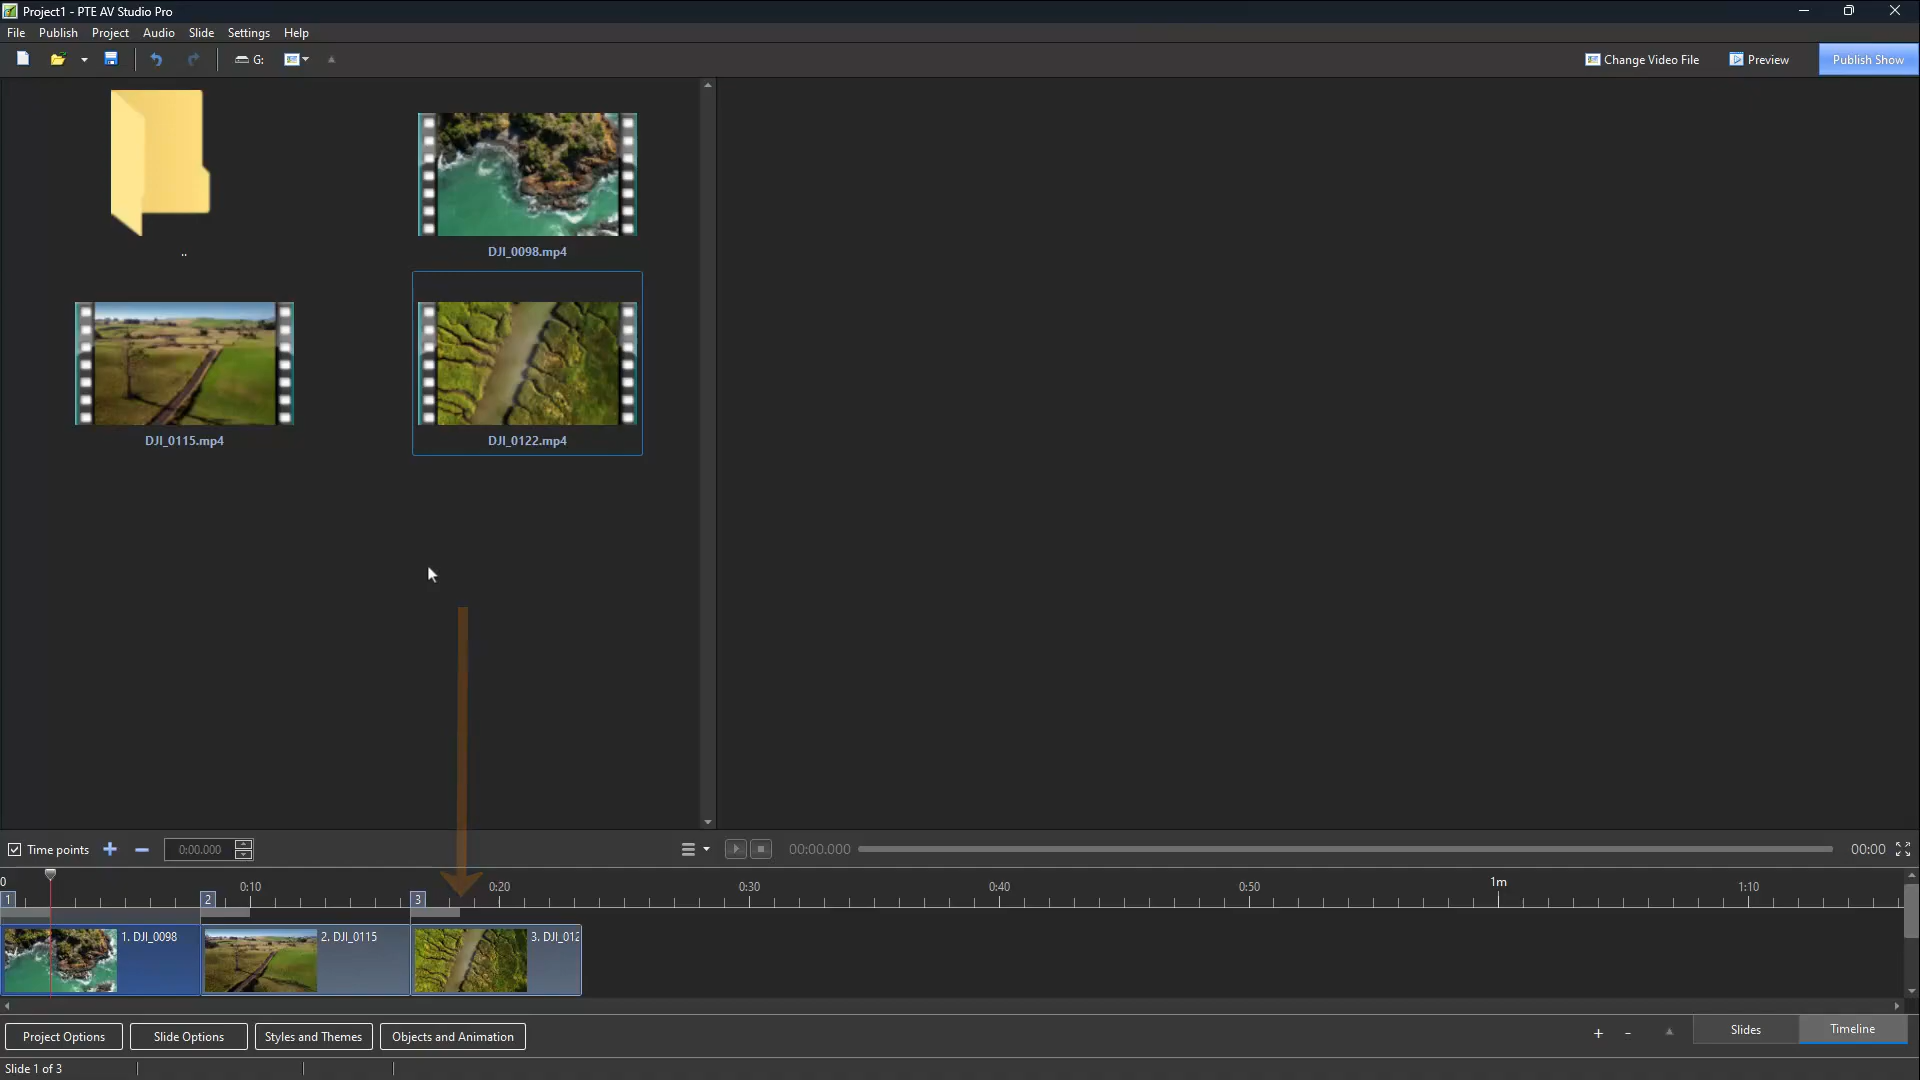 Project1 - PTE AV Studio Pro
File Publish Project Audio Slide Settings Help
G: Change Video File Preview Publish Show
..
DJI_0098.mp4
DJI_0115.mp4
DJI_0122.mp4
Time points 0:00.000 00:00.000 00:00
0 0:10 0:20 0:30 0:40 0:50 1m 1:10
1 2 3
1. DJI_0098 2. DJI_0115 3. DJI_012
Project Options Slide Options Styles and Themes Objects and Animation + - Slides Timeline
Slide 1 of 3